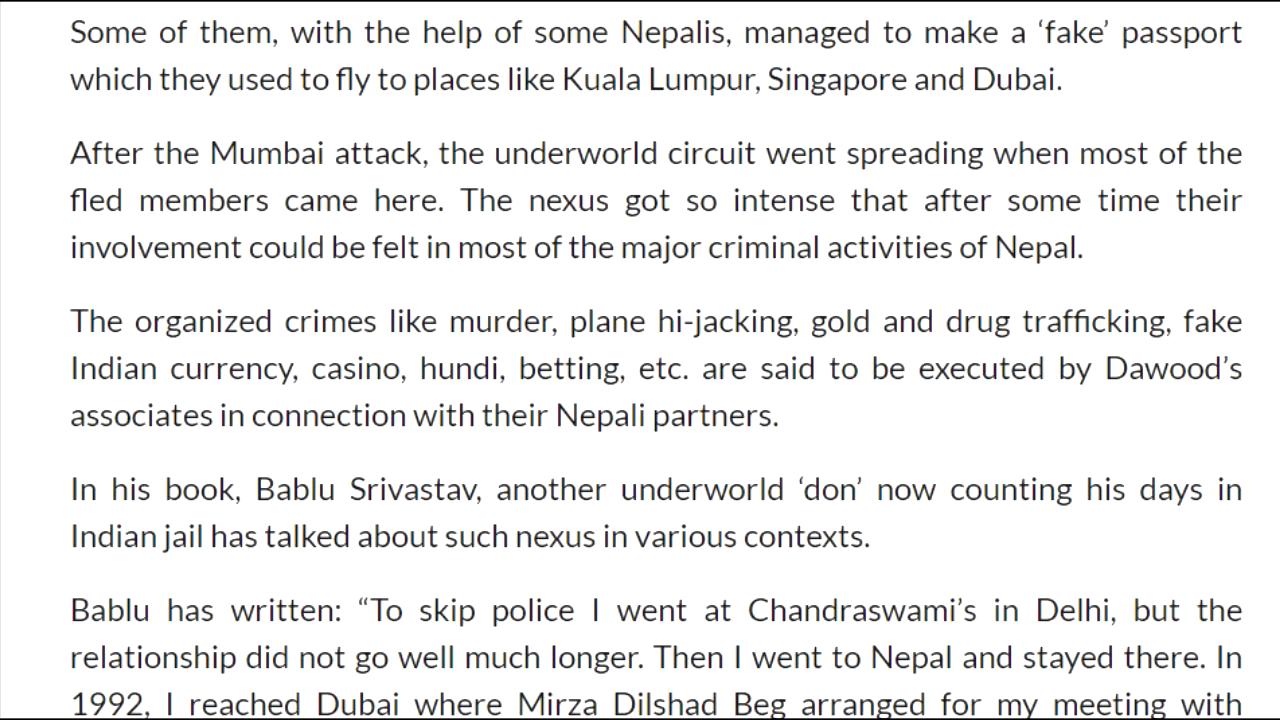 Some of them, with the help of some Nepalis, managed to make a ‘fake’ passport
which they used to fly to places like Kuala Lumpur, Singapore and Dubai.
After the Mumbai attack, the underworld circuit went spreading when most of the
fled members came here. The nexus got so intense that after some time their
involvement could be felt in most of the major criminal activities of Nepal.
The organized crimes like murder, plane hi-jacking, gold and drug trafficking, fake
Indian currency, casino, hundi, betting, etc. are said to be executed by Dawood’s
associates in connection with their Nepali partners.
In his book, Bablu Srivastav, another underworld ‘don’ now counting his days in
Indian jail has talked about such nexus in various contexts.
Bablu has written: “To skip police I went at Chandraswami’s in Delhi, but the
relationship did not go well much longer. Then I went to Nepal and stayed there. In
1992, I reached Dubai where Mirza Dilshad Beg arranged for my meeting with